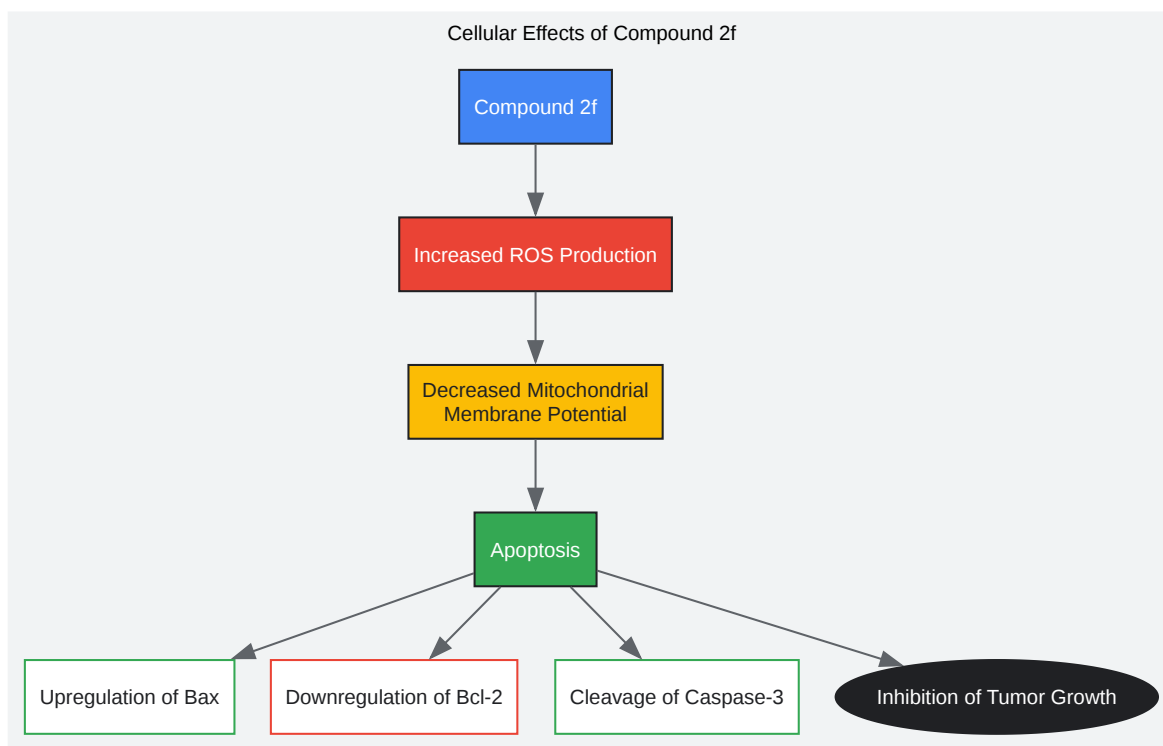 Cellular Effects of Compound 2f
Compound 2f
Increased ROS Production
Decreased Mitochondrial
Membrane Potential
Apoptosis
Upregulation of Bax
Downregulation of Bcl-2
Cleavage of Caspase-3
Inhibition of Tumor Growth